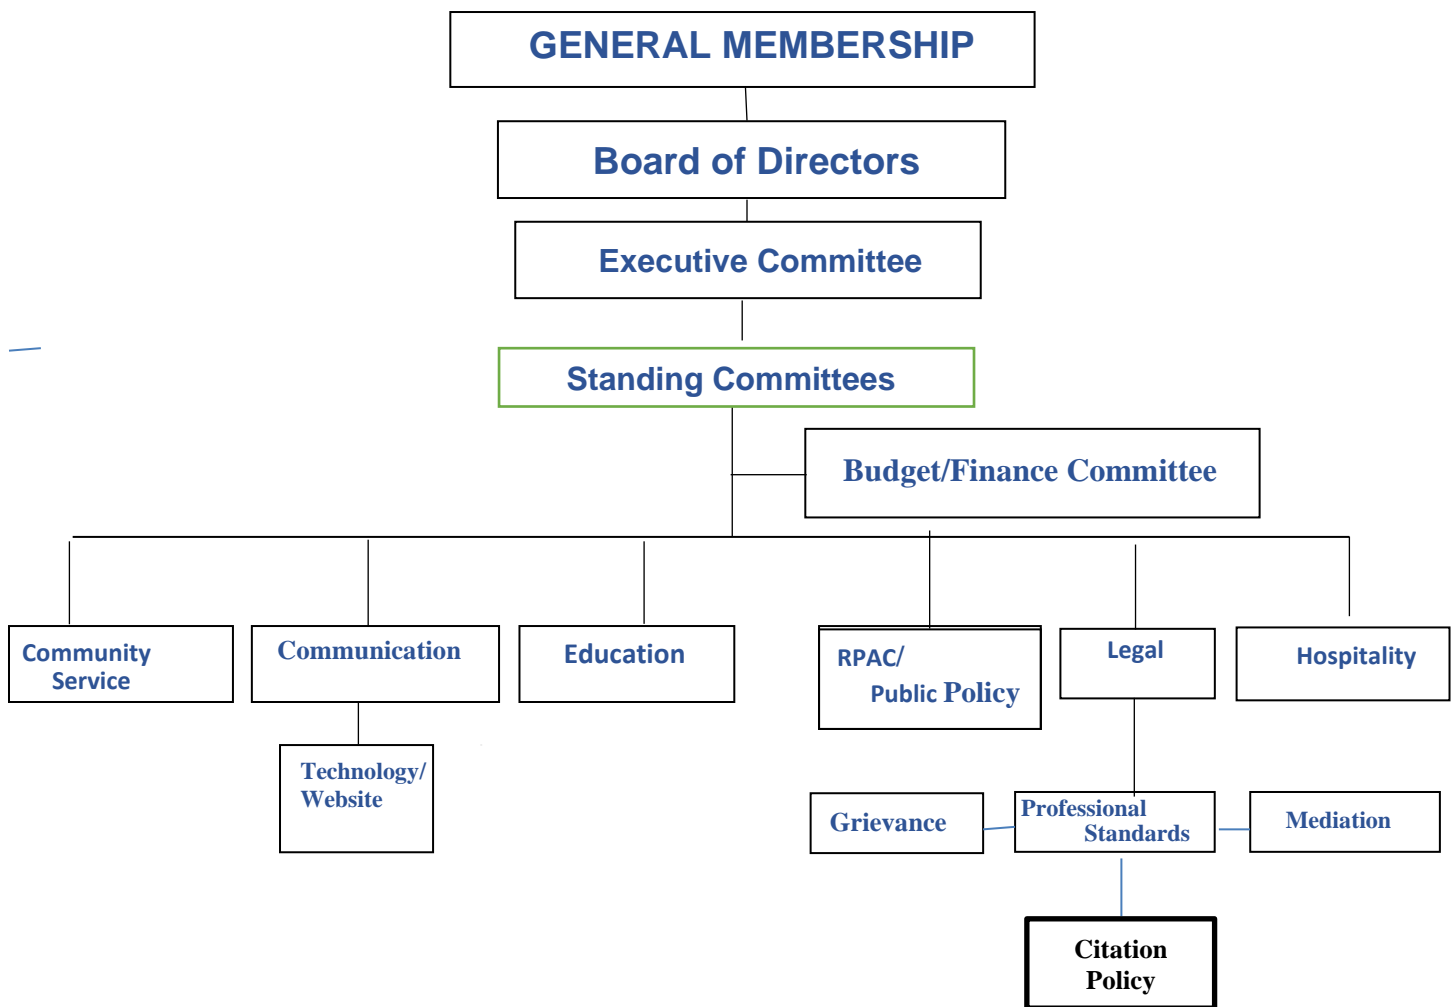 GENERAL MEMBERSHIP
Board of Directors
Executive Committee
Standing Committees
Budget/Finance Committee
Community
Service
Communication
Education
RPAC/
Public Policy
Legal
Hospitality
Technology/
Website
Grievance
Professional
Standards
Mediation
Citation
Policy